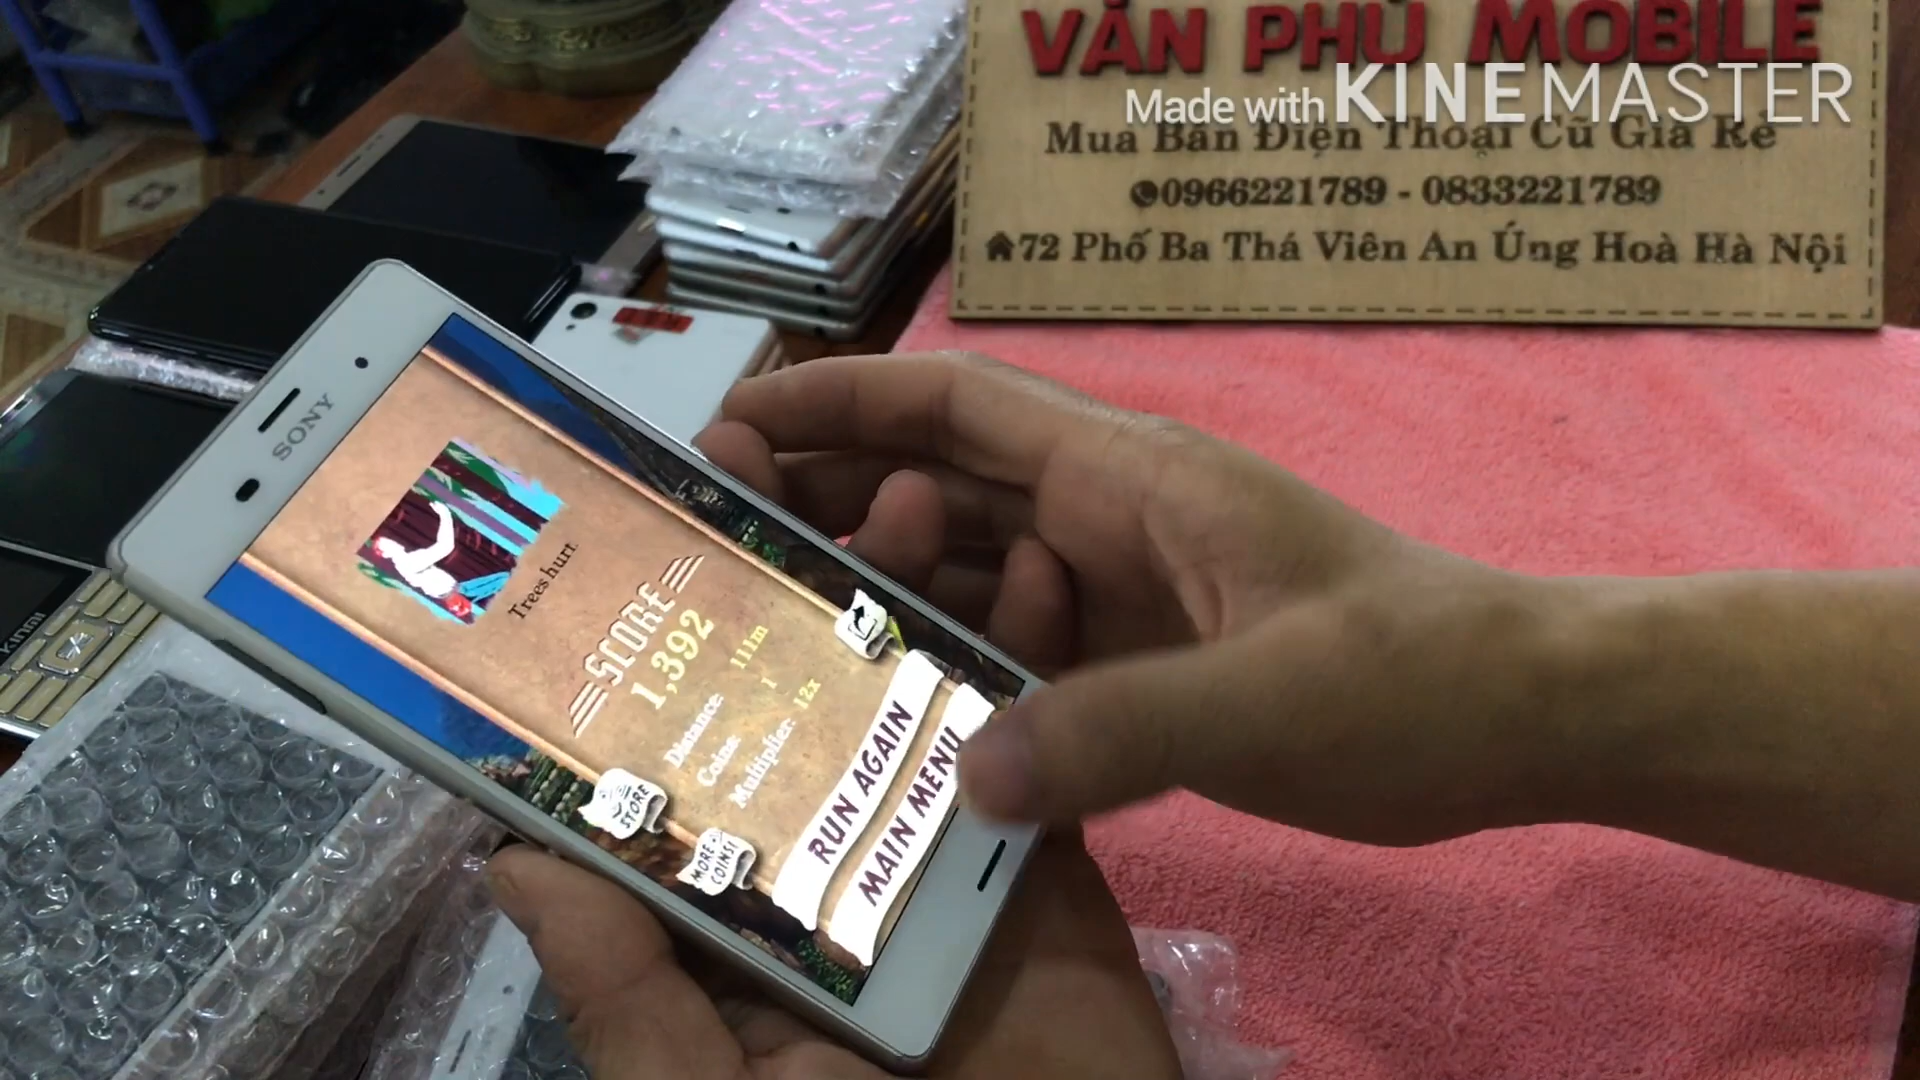 VĂN PHÚ MOBILE
Made with KINEMASTER
Mua Bán Điện Thoại Cũ Giá Rẻ
0966221789 - 0833221789
72 Phố Ba Thá Viên An Úng Hoà Hà Nội
SONY
Trees hurt.
SCORE
1,392
Distance: 111m
Coins: 1
Multiplier: 12x
STORE
MORE COINS!
RUN AGAIN
MAIN MENU